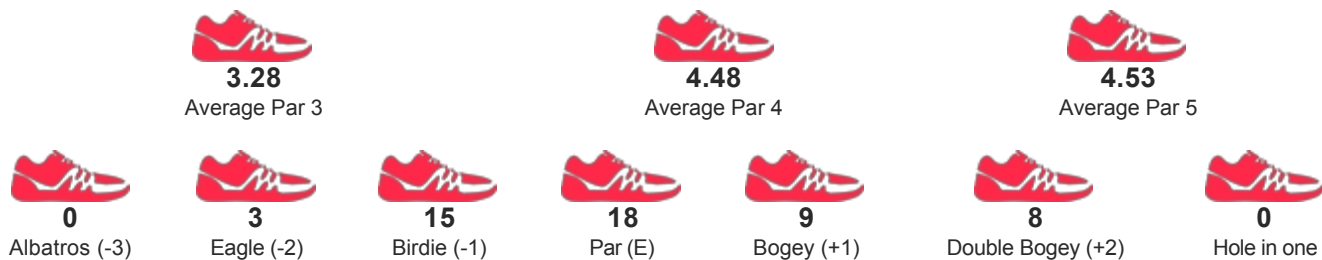 3.28 4.48 4.53
Average Par 3 Average Par 4 Average Par 5
0 3 15 18 9 8 0
Albatros (-3) Eagle (-2) Birdie (-1) Par (E) Bogey (+1) Double Bogey (+2) Hole in one